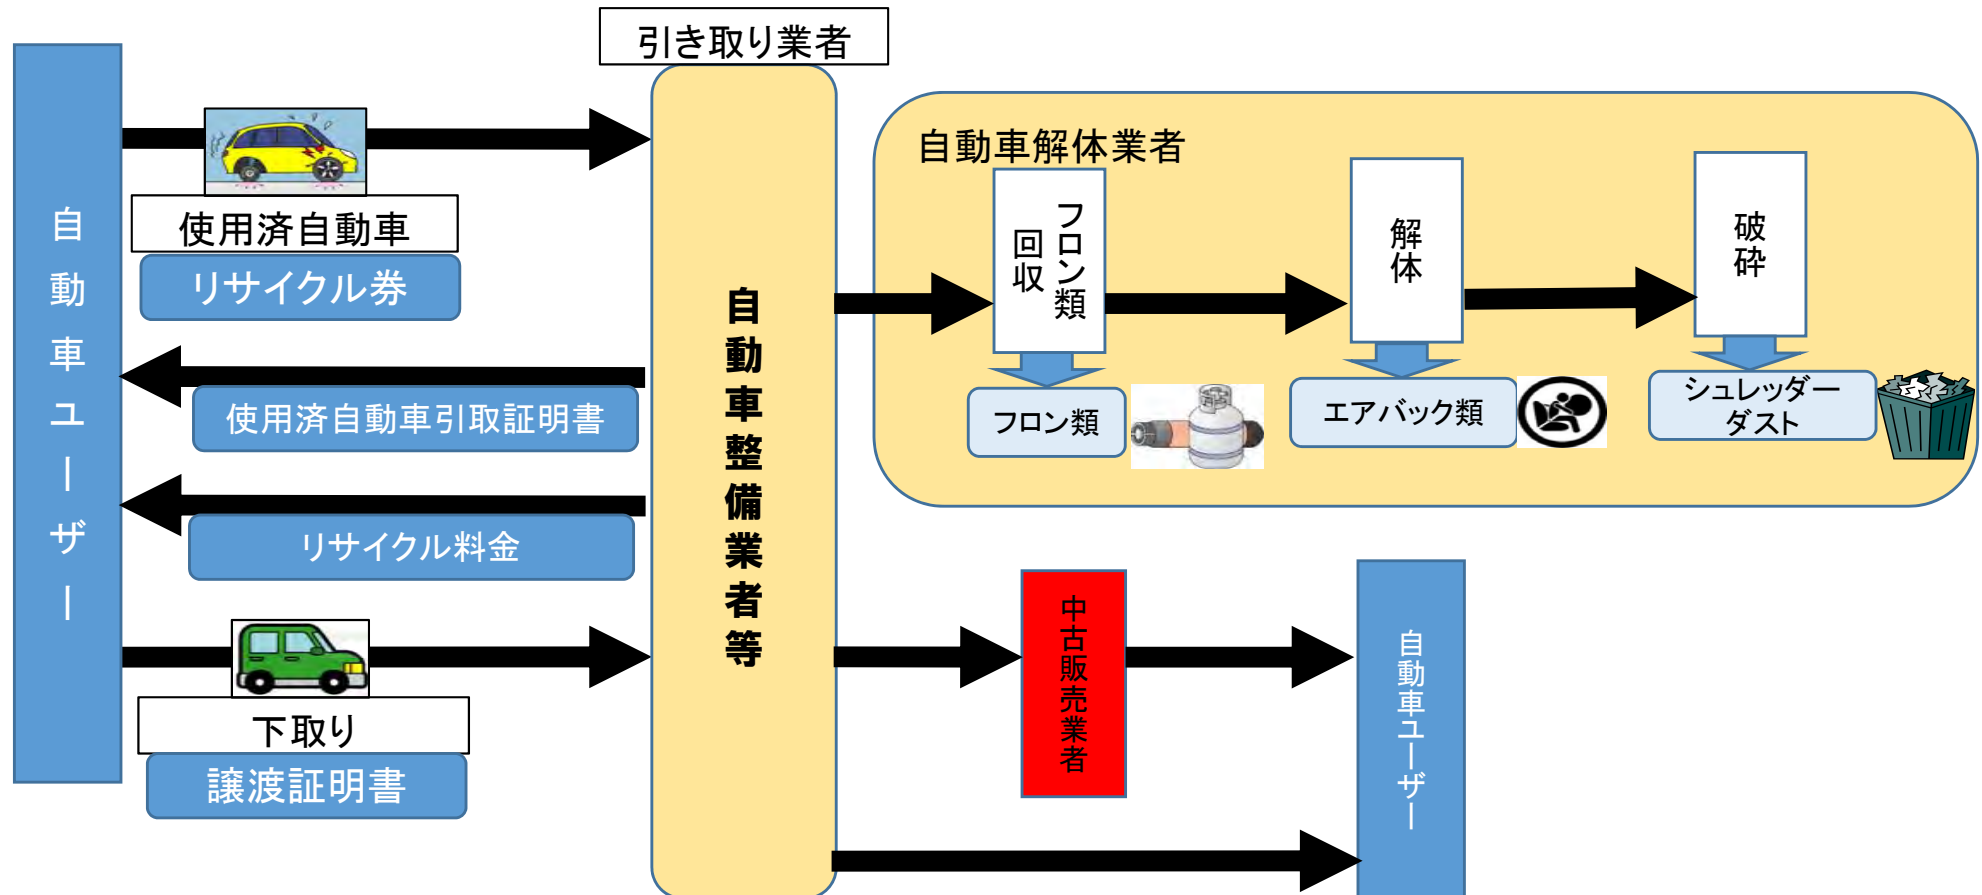 引き取り業者
自動車ユーザー
使用済自動車
リサイクル券
使用済自動車引取証明書
リサイクル料金
下取り
譲渡証明書
自動車整備業者等
自動車解体業者
フロン類
回収
解体
破砕
フロン類
エアバック類
シュレッダー
ダスト
中古販売業者
自動車ユーザー